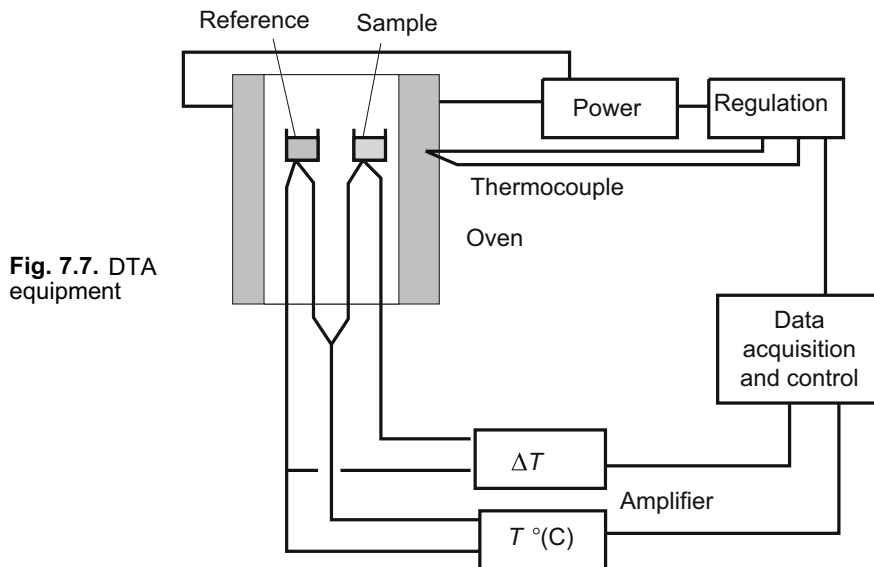 Reference
Sample
Power
Regulation
Thermocouple
Oven
Fig. 7.7. DTA
equipment
Data
acquisition
and control
ΔT
Amplifier
T °(C)